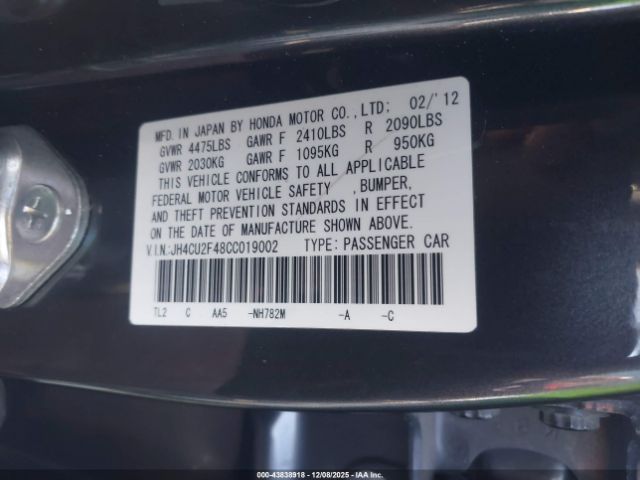 MFD. IN JAPAN BY HONDA MOTOR CO., LTD: 02/'12
GVWR 4475LBS GAWR F 2410LBS R 2090LBS
GVWR 2030KG GAWR F 1095KG R 950KG
THIS VEHICLE CONFORMS TO ALL APPLICABLE
FEDERAL MOTOR VEHICLE SAFETY ,BUMPER,
AND THEFT PREVENTION STANDARDS IN EFFECT
ON THE DATE OF MANUFACTURE SHOWN ABOVE.
V.I.N:JH4CU2F48CC019002 TYPE: PASSENGER CAR
TL2 C AA5 -NH782M -A -C
000-43838918 - 12/08/2025 - IAAI.COM